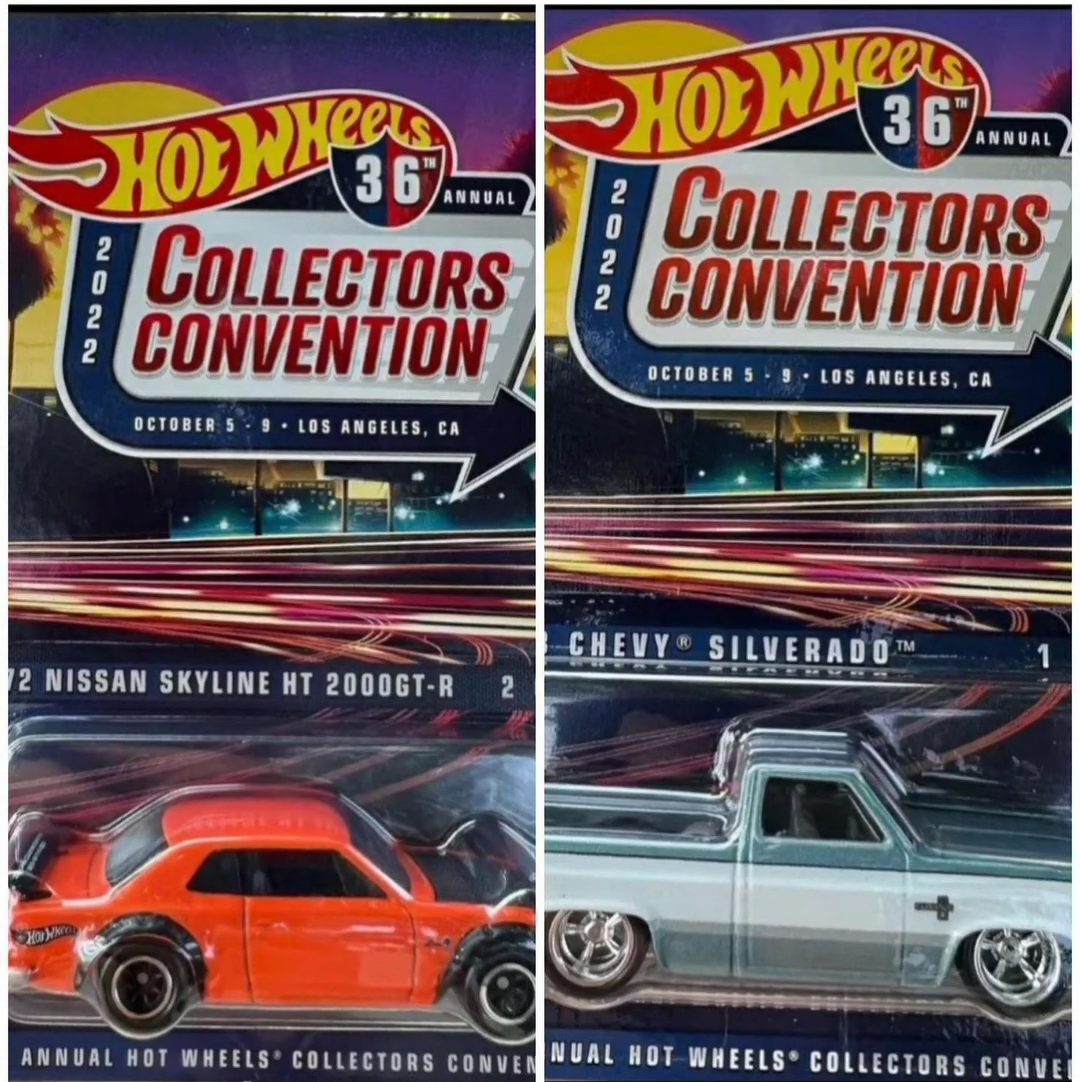 HOT WHEELS
36TH
ANNUAL
2022
COLLECTORS
CONVENTION
OCTOBER 5 - 9 • LOS ANGELES, CA
72 NISSAN SKYLINE HT 2000GT-R 2
HOT WHEELS
ANNUAL HOT WHEELS® COLLECTORS CONVEN
HOT WHEELS
36TH
ANNUAL
2022
COLLECTORS
CONVENTION
OCTOBER 5 - 9 • LOS ANGELES, CA
CHEVY® SILVERADO™ 1
NUAL HOT WHEELS® COLLECTORS CONVE